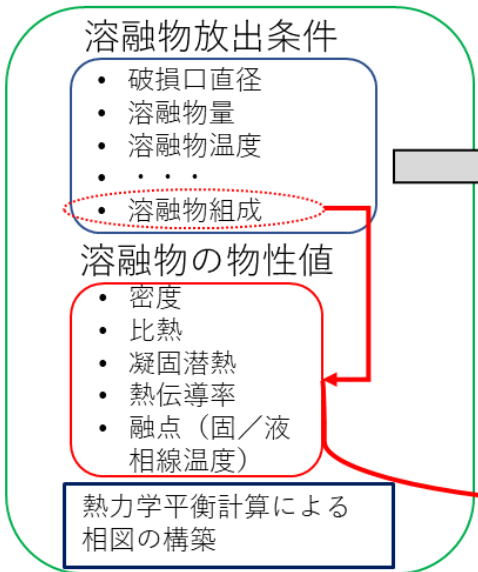 溶融物放出条件
• 破損口直径
• 溶融物量
• 溶融物温度
• ・・・
• 溶融物組成
溶融物の物性値
• 密度
• 比熱
• 凝固潜熱
• 熱伝導率
• 融点（固／液
相線温度）
熱力学平衡計算による
相図の構築